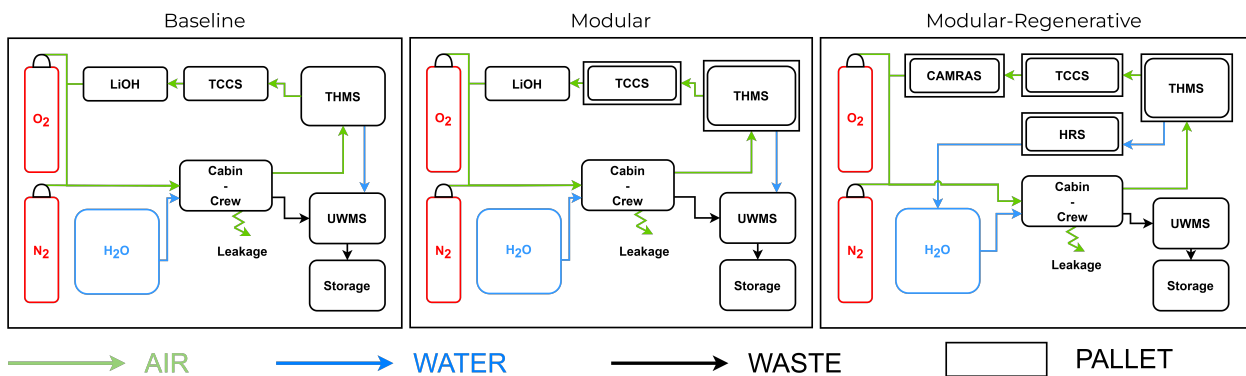 Baseline
Modular
Modular-Regenerative
O2
LiOH
TCCS
THMS
Cabin
-
Crew
N2
H2O
UWMS
Leakage
Storage
O2
LiOH
TCCS
THMS
Cabin
-
Crew
N2
H2O
UWMS
Leakage
Storage
O2
CAMRAS
TCCS
THMS
HRS
Cabin
-
Crew
N2
H2O
UWMS
Leakage
Storage
AIR
WATER
WASTE
PALLET